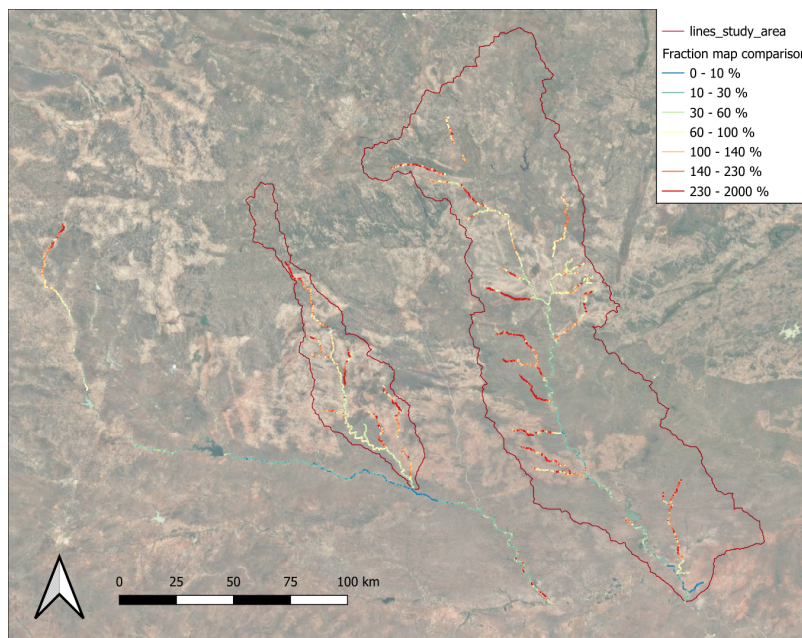 lines_study_area
Fraction map comparison
0 - 10 %
10 - 30 %
30 - 60 %
60 - 100 %
100 - 140 %
140 - 230 %
230 - 2000 %
0 25 50 75 100 km